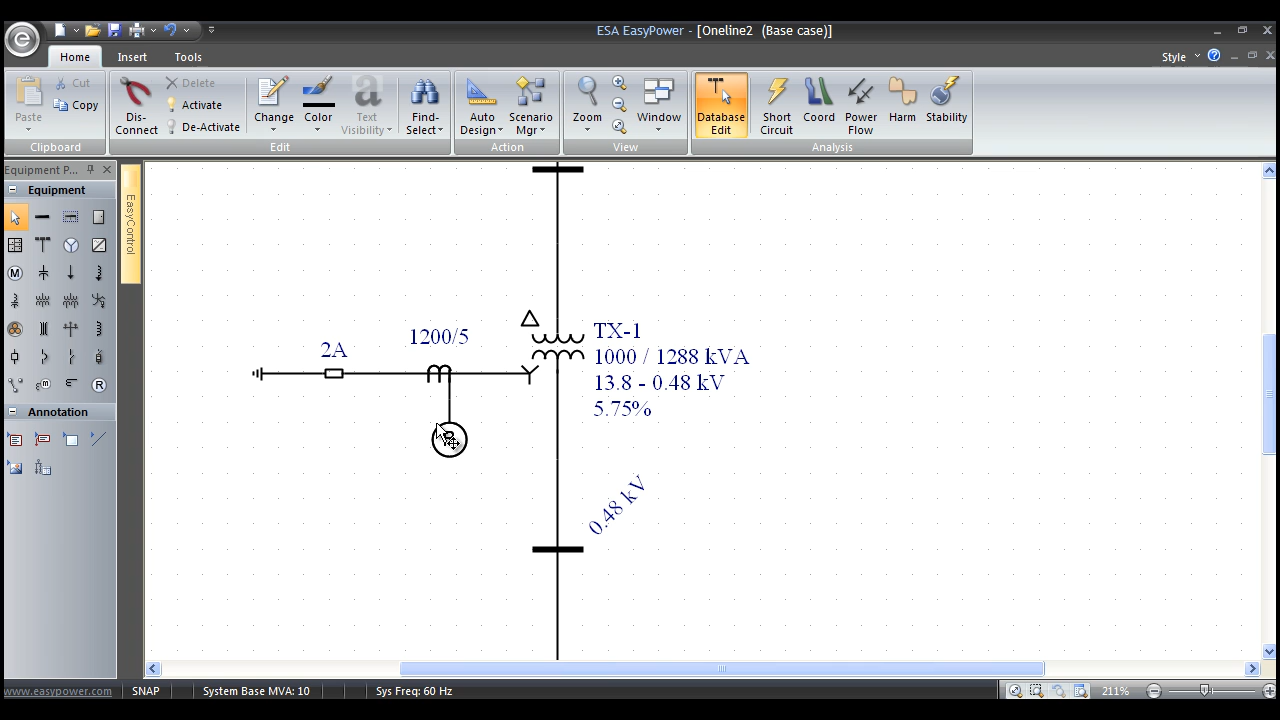 ESA EasyPower - [Oneline2 (Base case)]
Home Insert Tools Style
Paste Cut Copy
Dis-Connect Delete Activate De-Activate
Change Color Text Visibility Find-Select
Auto Design Scenario Mgr
Zoom Window
Database Edit Short Circuit Coord Power Flow Harm Stability
Clipboard Edit Action View Analysis
Equipment P...
Equipment
M
R
Annotation
EasyControl
1200/5
2A
TX-1
1000 / 1288 kVA
13.8 - 0.48 kV
5.75%
0.48 kV
www.easypower.com SNAP System Base MVA: 10 Sys Freq: 60 Hz 211%